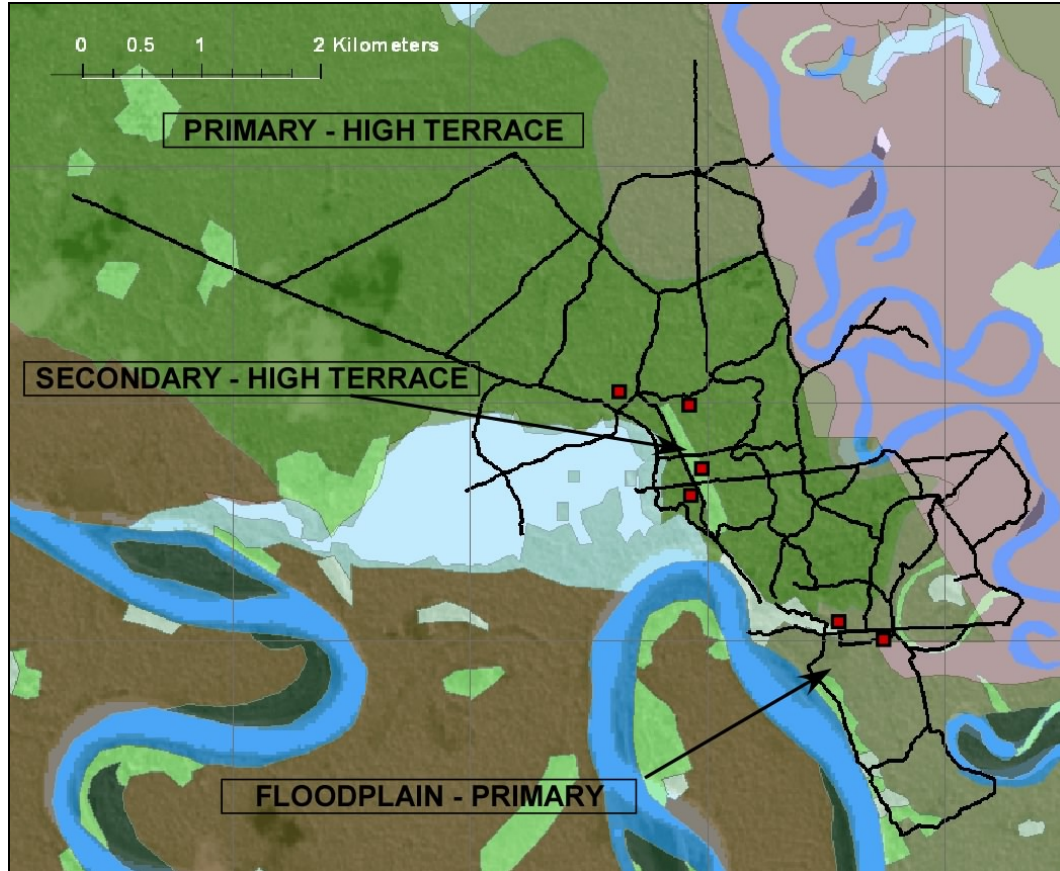 0 0.5 1 2 Kilometers
PRIMARY - HIGH TERRACE
SECONDARY - HIGH TERRACE
FLOODPLAIN - PRIMARY